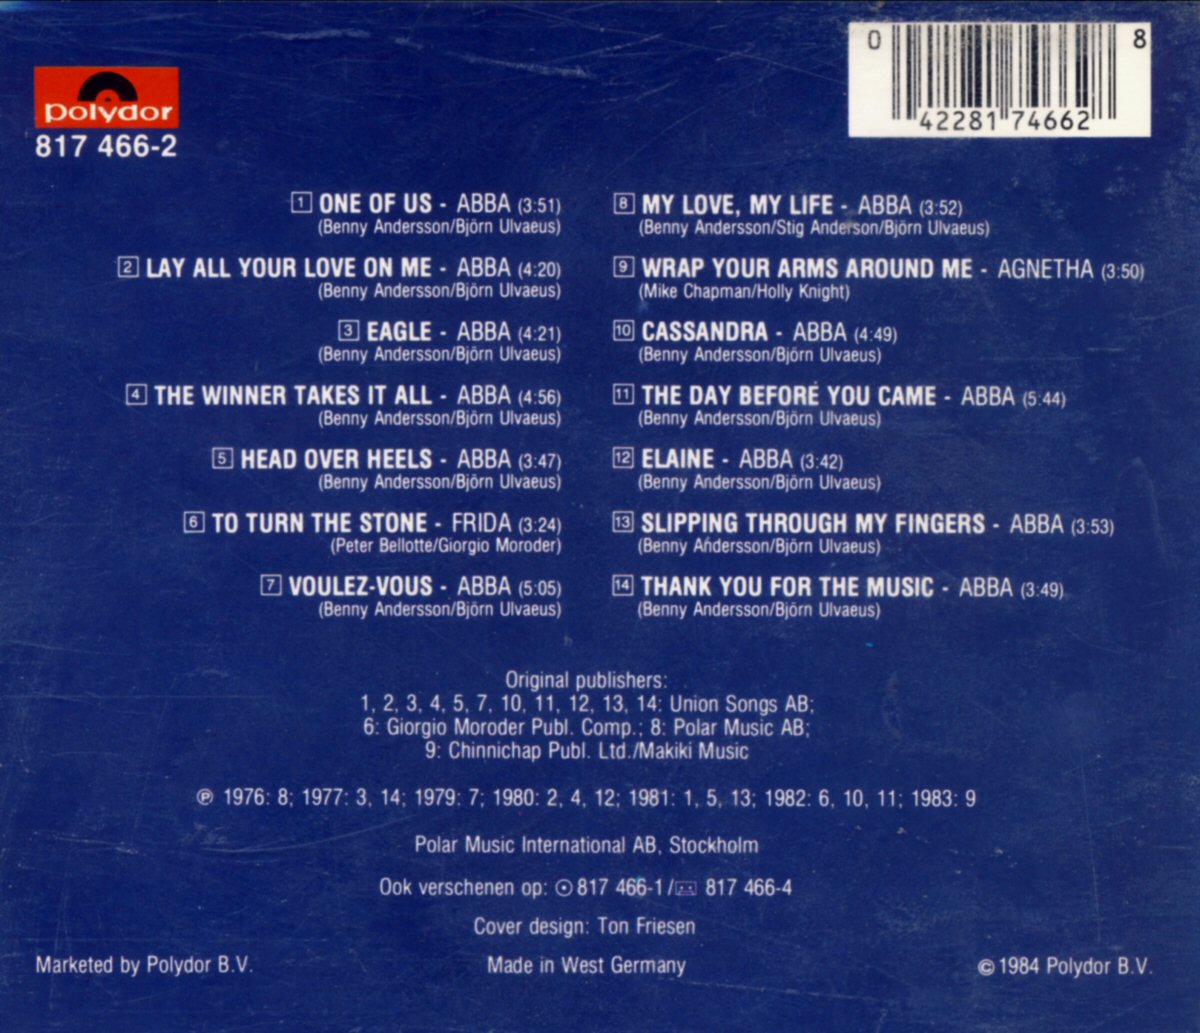 polydor
817 466-2
0 42281 74662 8
1 ONE OF US - ABBA (3:51)
(Benny Andersson/Björn Ulvaeus)
2 LAY ALL YOUR LOVE ON ME - ABBA (4:20)
(Benny Andersson/Björn Ulvaeus)
3 EAGLE - ABBA (4:21)
(Benny Andersson/Björn Ulvaeus)
4 THE WINNER TAKES IT ALL - ABBA (4:56)
(Benny Andersson/Björn Ulvaeus)
5 HEAD OVER HEELS - ABBA (3:47)
(Benny Andersson/Björn Ulvaeus)
6 TO TURN THE STONE - FRIDA (3:24)
(Peter Bellotte/Giorgio Moroder)
7 VOULEZ-VOUS - ABBA (5:05)
(Benny Andersson/Björn Ulvaeus)
8 MY LOVE, MY LIFE - ABBA (3:52)
(Benny Andersson/Stig Anderson/Björn Ulvaeus)
9 WRAP YOUR ARMS AROUND ME - AGNETHA (3:50)
(Mike Chapman/Holly Knight)
10 CASSANDRA - ABBA (4:49)
(Benny Andersson/Björn Ulvaeus)
11 THE DAY BEFORE YOU CAME - ABBA (5:44)
(Benny Andersson/Björn Ulvaeus)
12 ELAINE - ABBA (3:42)
(Benny Andersson/Björn Ulvaeus)
13 SLIPPING THROUGH MY FINGERS - ABBA (3:53)
(Benny Andersson/Björn Ulvaeus)
14 THANK YOU FOR THE MUSIC - ABBA (3:49)
(Benny Andersson/Björn Ulvaeus)
Original publishers:
1, 2, 3, 4, 5, 7, 10, 11, 12, 13, 14: Union Songs AB;
6: Giorgio Moroder Publ. Comp.; 8: Polar Music AB;
9: Chinnichap Publ. Ltd./Makiki Music
℗ 1976: 8; 1977: 3, 14; 1979: 7; 1980: 2, 4, 12; 1981: 1, 5, 13; 1982: 6, 10, 11; 1983: 9
Polar Music International AB, Stockholm
Ook verschenen op: 817 466-1/ 817 466-4
Cover design: Ton Friesen
Marketed by Polydor B.V.
Made in West Germany
© 1984 Polydor B.V.